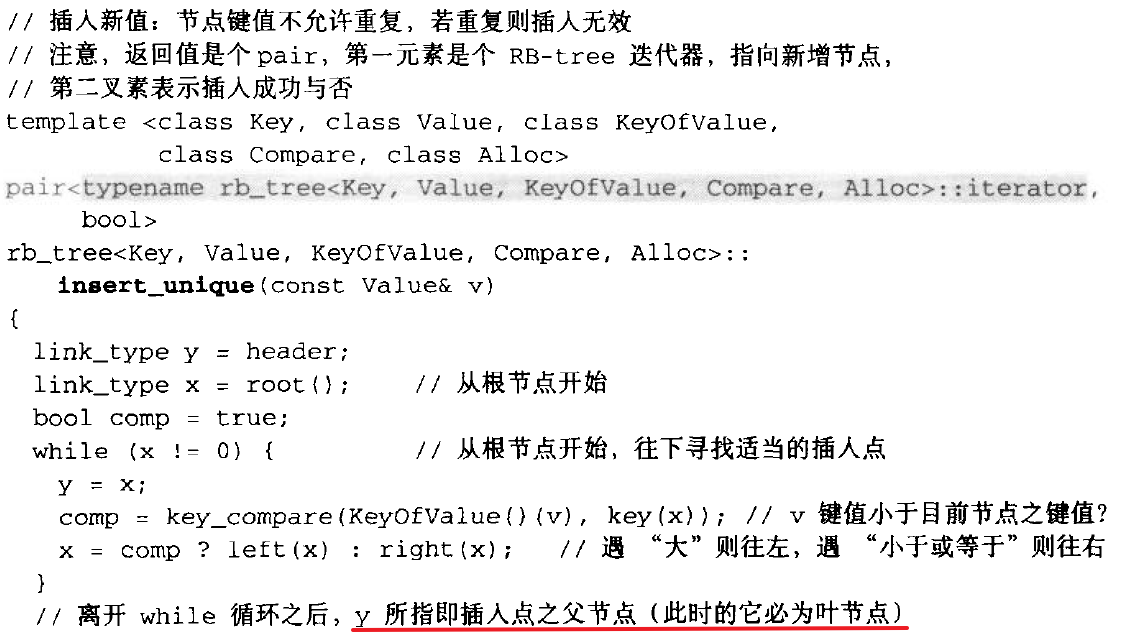 // 插入新值：节点键值不允许重复，若重复则插入无效
// 注意，返回值是个pair，第一元素是个 RB-tree 迭代器，指向新增节点，
// 第二叉素表示插入成功与否
template <class Key, class Value, class KeyOfValue,
class Compare, class Alloc>
pair<typename rb_tree<Key, Value, KeyOfValue, Compare, Alloc>::iterator,
bool>
rb_tree<Key, Value, KeyOfValue, Compare, Alloc>::
insert_unique(const Value& v)
{
link_type y = header;
link_type x = root(); // 从根节点开始
bool comp = true;
while (x != 0) { // 从根节点开始，往下寻找适当的插入点
y = x;
comp = key_compare(KeyOfValue()(v), key(x)); // v 键值小于目前节点之键值?
x = comp ? left(x) : right(x); // 遇 “大”则往左，遇 “小于或等于”则往右
}
// 离开 while 循环之后，y 所指即插入点之父节点（此时的它必为叶节点）